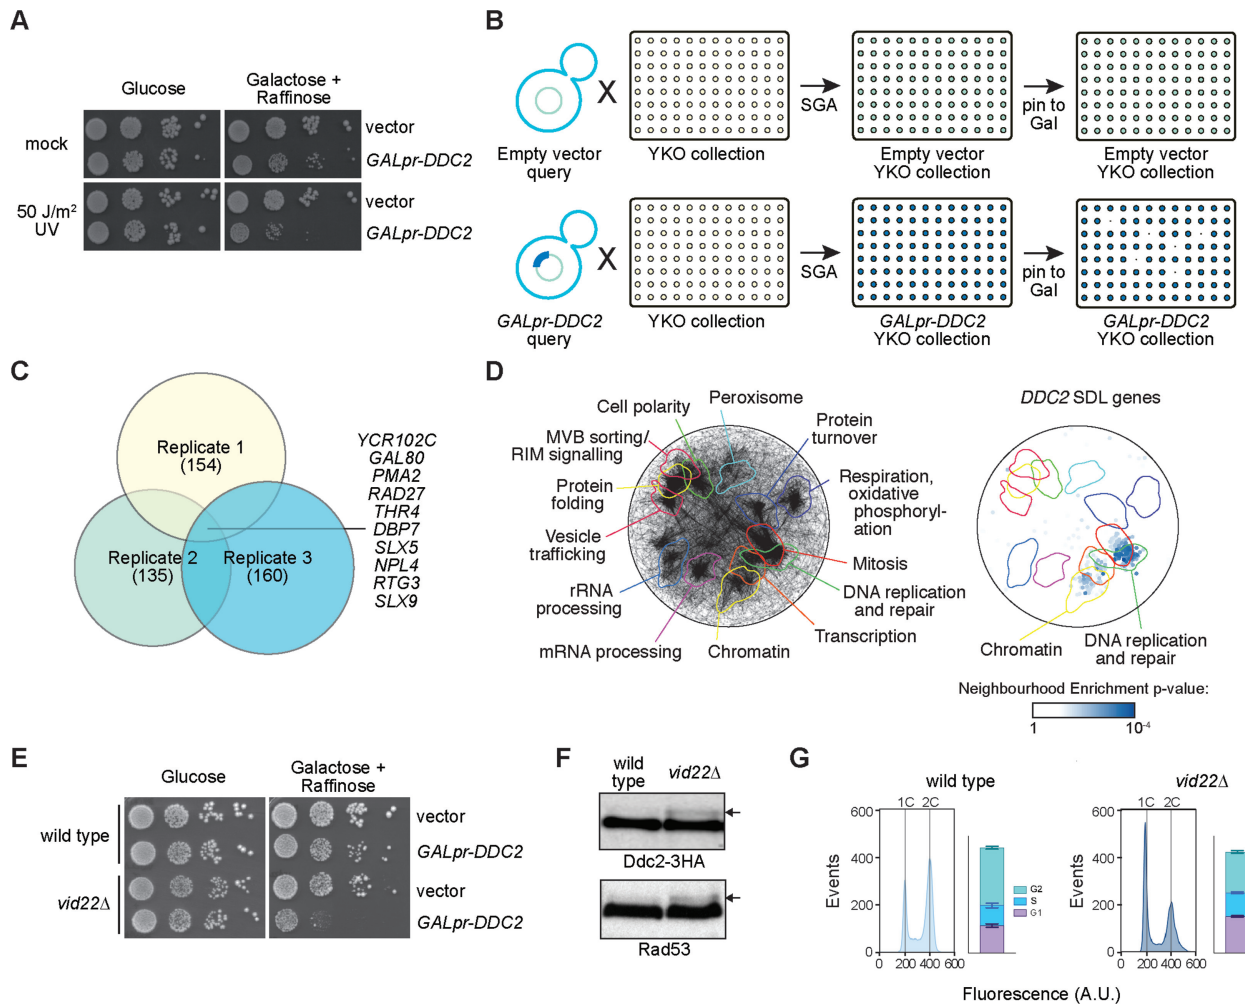 A
Glucose
Galactose +
Raffinose
mock
vector
GALpr-DDC2
50 J/m²
UV
vector
GALpr-DDC2
B
X
SGA
pin to
Gal
Empty vector
query
YKO collection
Empty vector
YKO collection
Empty vector
YKO collection
X
SGA
pin to
Gal
GALpr-DDC2
query
YKO collection
GALpr-DDC2
YKO collection
GALpr-DDC2
YKO collection
C
Replicate 1
(154)
Replicate 2
(135)
Replicate 3
(160)
YCR102C
GAL80
PMA2
RAD27
THR4
DBP7
SLX5
NPL4
RTG3
SLX9
D
Peroxisome
Cell polarity
Protein
turnover
MVB sorting/
RIM signalling
Respiration,
oxidative
phosphoryl-
ation
Protein
folding
Vesicle
trafficking
Mitosis
rRNA
processing
DNA replication
and repair
Transcription
mRNA processing
Chromatin
DDC2 SDL genes
Chromatin
DNA replication
and repair
Neighbourhood Enrichment p-value:
1
10⁻⁴
E
Glucose
Galactose +
Raffinose
wild type
vector
GALpr-DDC2
vid22Δ
vector
GALpr-DDC2
F
wild
type
vid22Δ
Ddc2-3HA
Rad53
G
wild type
1C 2C
Events
600
400
200
0
0 200 400 600
G2
S
G1
vid22Δ
1C 2C
Events
600
400
200
0
0 200 400 600
Fluorescence (A.U.)